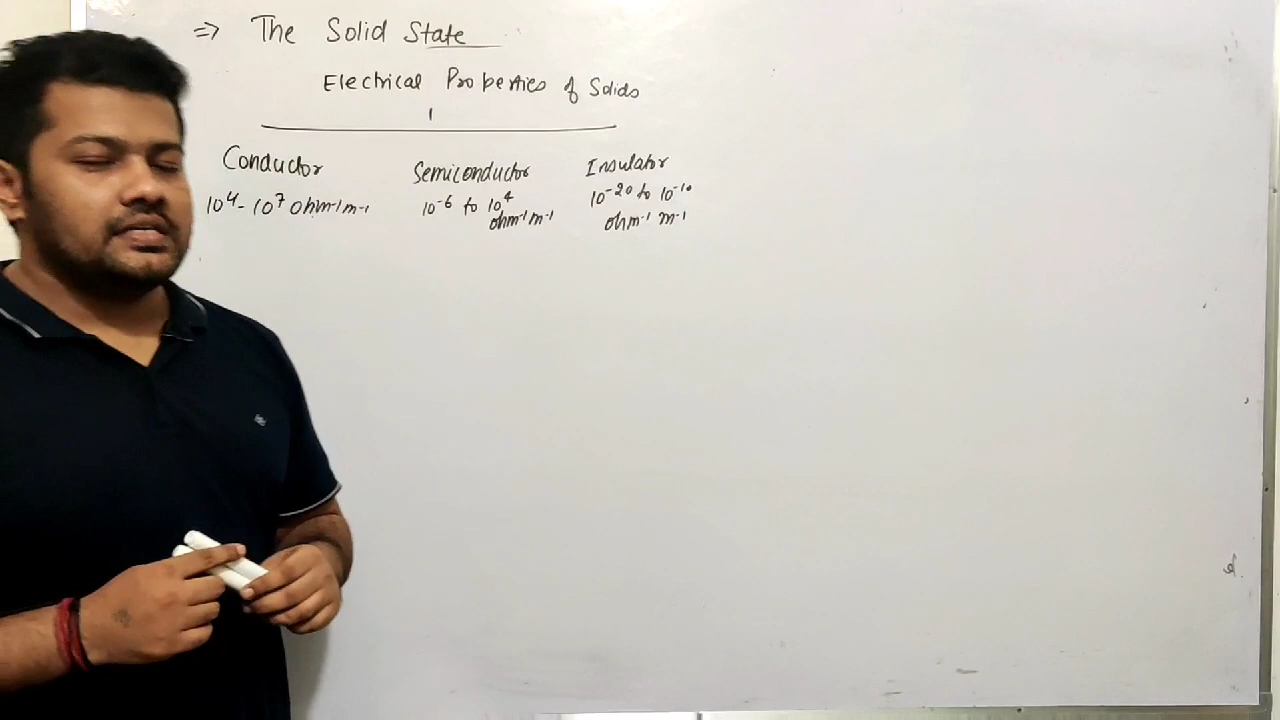 ⇒ The Solid State
Electrical Properties of Solids
Conductor
10⁴ - 10⁷ ohm⁻¹m⁻¹
Semiconductor
10⁻⁶ to 10⁴
ohm⁻¹m⁻¹
Insulator
10⁻²⁰ to 10⁻¹⁰
ohm⁻¹ m⁻¹